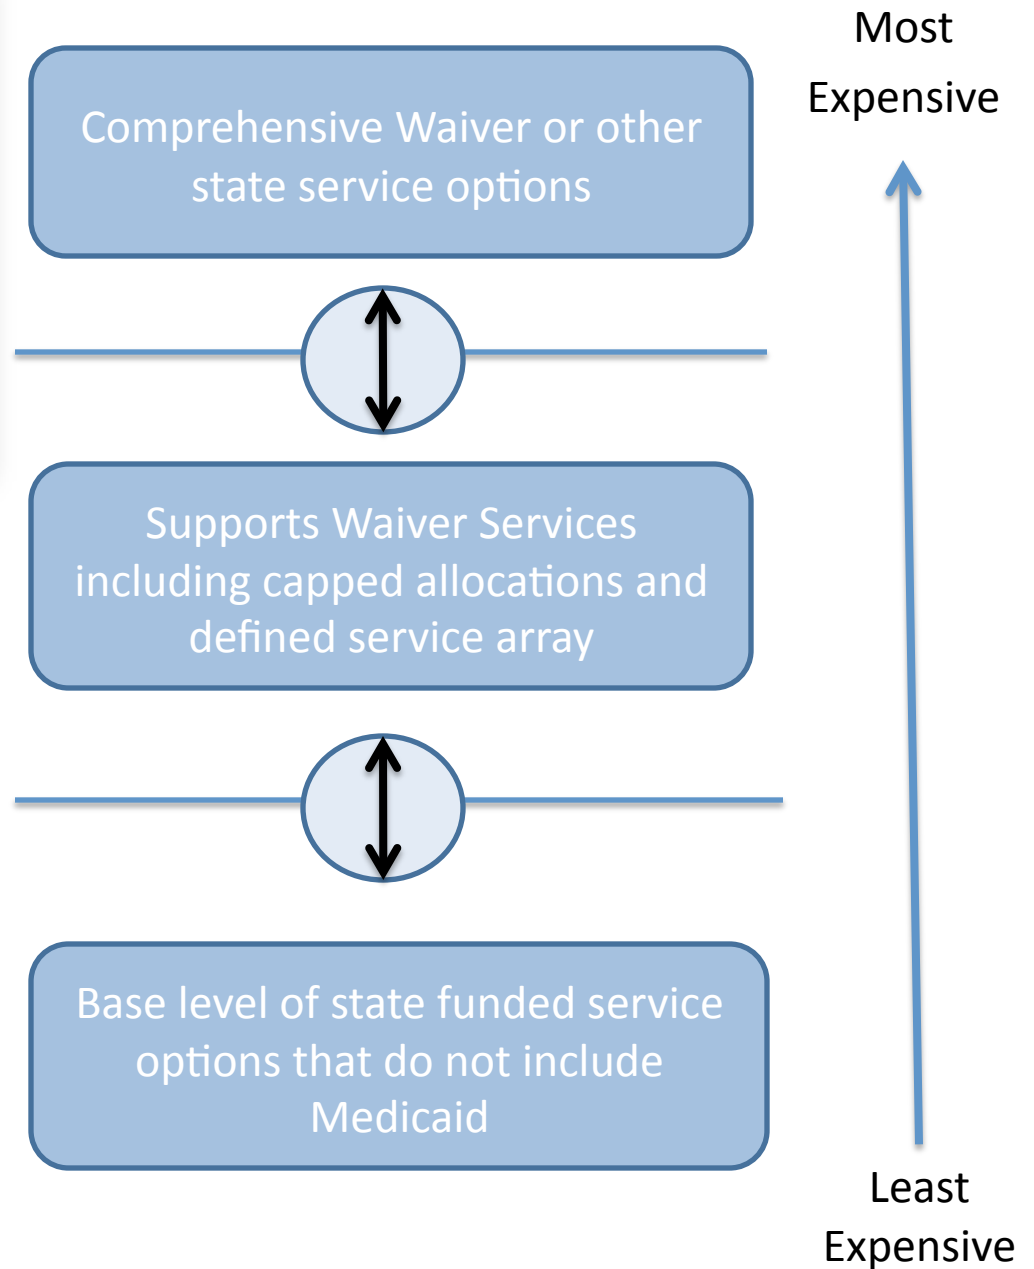 Most
Expensive
Comprehensive Waiver or other
state service options
Supports Waiver Services
including capped allocations and
defined service array
Base level of state funded service
options that do not include
Medicaid
Least
Expensive